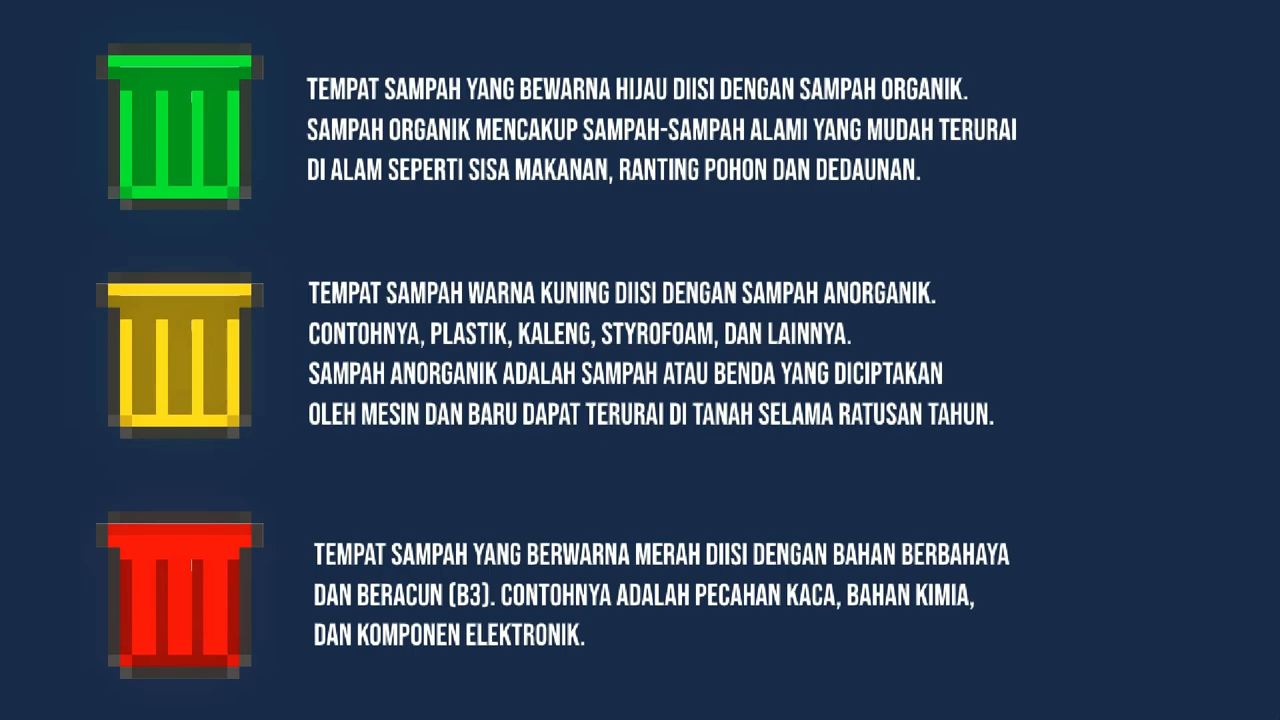 TEMPAT SAMPAH YANG BEWARNA HIJAU DIISI DENGAN SAMPAH ORGANIK.
SAMPAH ORGANIK MENCAKUP SAMPAH-SAMPAH ALAMI YANG MUDAH TERURAI
DI ALAM SEPERTI SISA MAKANAN, RANTING POHON DAN DEDAUNAN.
TEMPAT SAMPAH WARNA KUNING DIISI DENGAN SAMPAH ANORGANIK.
CONTOHNYA, PLASTIK, KALENG, STYROFOAM, DAN LAINNYA.
SAMPAH ANORGANIK ADALAH SAMPAH ATAU BENDA YANG DICIPTAKAN
OLEH MESIN DAN BARU DAPAT TERURAI DI TANAH SELAMA RATUSAN TAHUN.
TEMPAT SAMPAH YANG BERWARNA MERAH DIISI DENGAN BAHAN BERBAHAYA
DAN BERACUN (B3). CONTOHNYA ADALAH PECAHAN KACA, BAHAN KIMIA,
DAN KOMPONEN ELEKTRONIK.